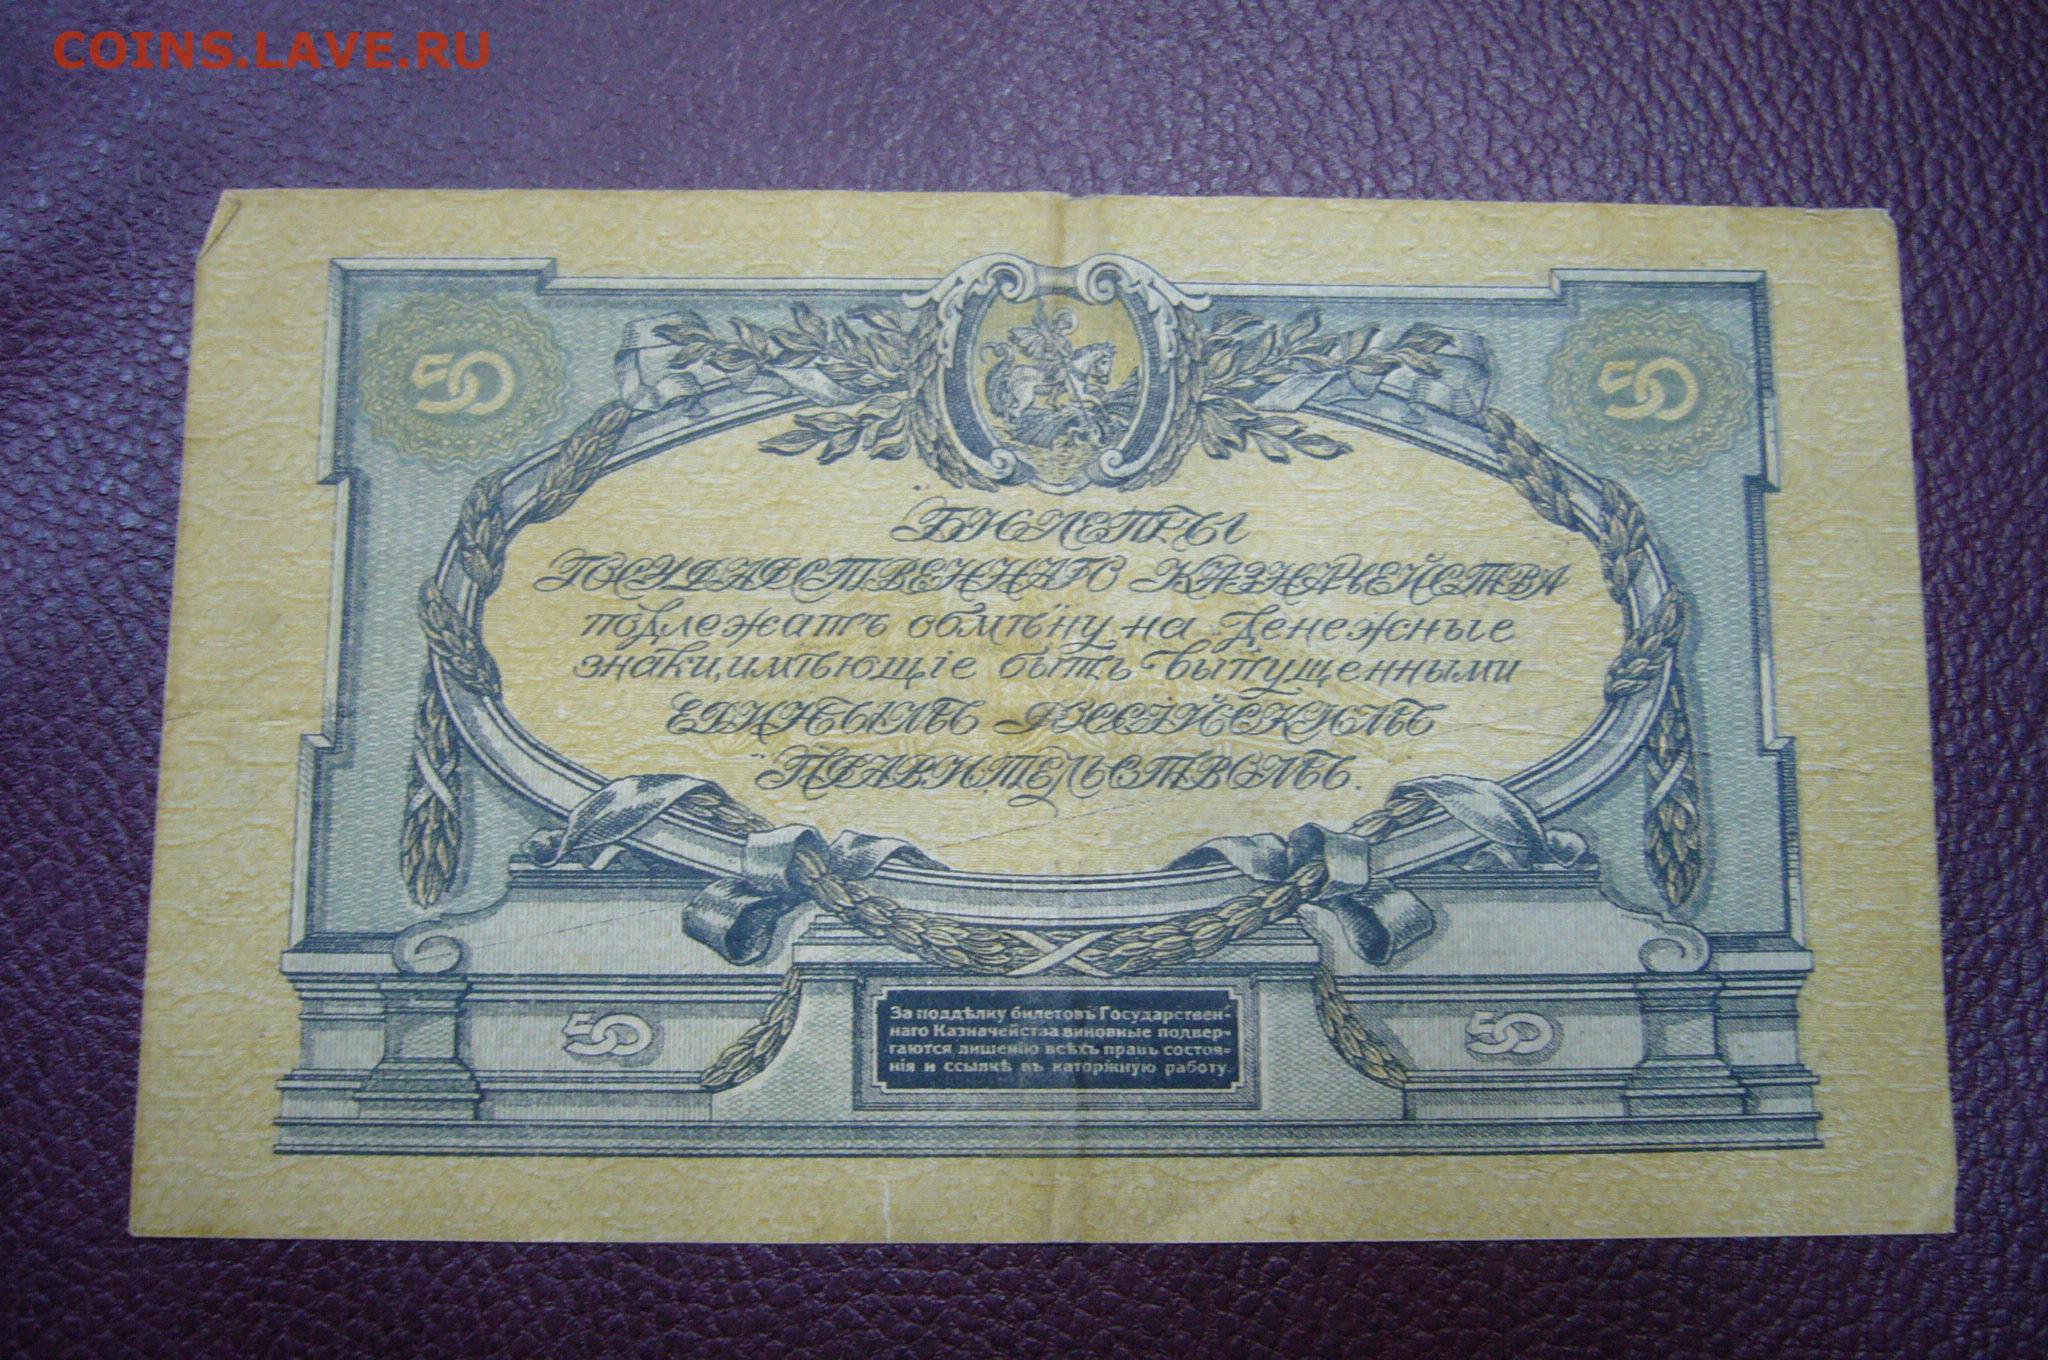 COINS.LAVE.RU
50
50
БИЛЕТЫ
ГОСУДАРСТВЕННАГО КАЗНАЧЕЙСТВА
подлежатъ обмѣну на Денежные
знаки, имѣющіе быть выпущенными
ЕДИНЫМЪ РОССІЙСКИМЪ
ПРАВИТЕЛЬСТВОМЪ.
50
За поддѣлку билетовъ Государствен-
наго Казначейства виновные подвер-
гаются лишенію всѣхъ правъ состоя-
нія и ссылкѣ въ каторжную работу.
50